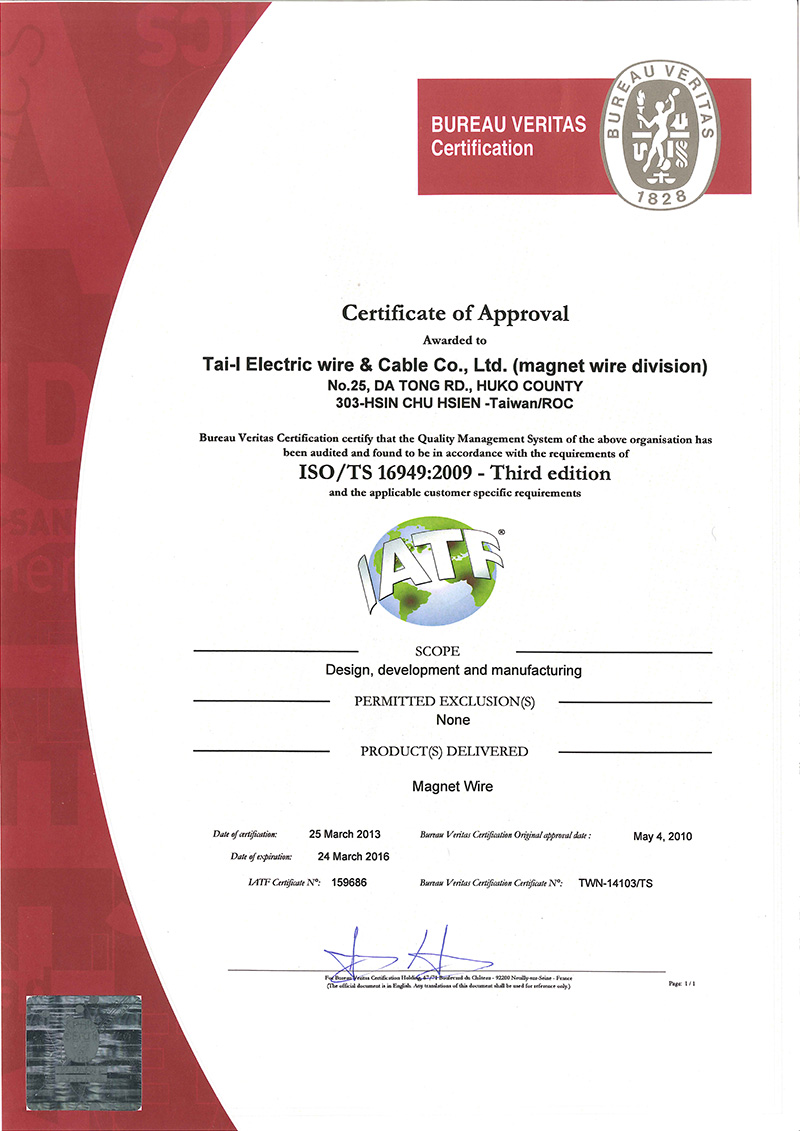 BUREAU VERITAS
Certification
BUREAU VERITAS
1828
Certificate of Approval
Awarded to
Tai-I Electric wire & Cable Co., Ltd. (magnet wire division)
No.25, DA TONG RD., HUKO COUNTY
303-HSIN CHU HSIEN -Taiwan/ROC
Bureau Veritas Certification certify that the Quality Management System of the above organisation has
been audited and found to be in accordance with the requirements of
ISO/TS 16949:2009 - Third edition
and the applicable customer specific requirements
IATF®
SCOPE
Design, development and manufacturing
PERMITTED EXCLUSION(S)
None
PRODUCT(S) DELIVERED
Magnet Wire
Date of certification: 25 March 2013 Bureau Veritas Certification Original approval date : May 4, 2010
Date of expiration: 24 March 2016
IATF Certificate N°: 159686 Bureau Veritas Certification Certificate N°: TWN-14103/TS
For Bureau Veritas Certification Holding, 67/71 Boulevard du Château - 92200 Neuilly-sur-Seine - France
(The official document is in English. Any translations of this document shall be used for reference only.)
Page: 1 / 1